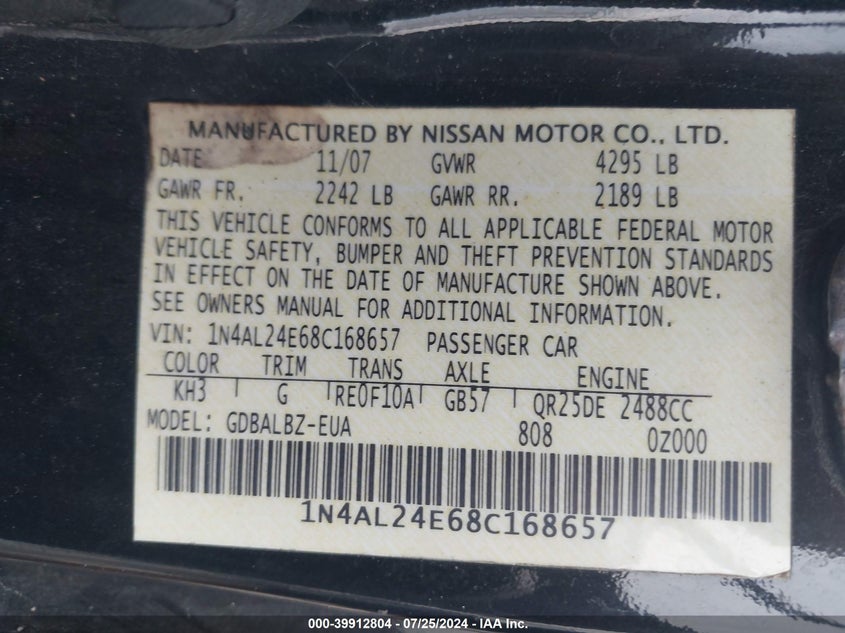 MANUFACTURED BY NISSAN MOTOR CO., LTD.
DATE 11/07 GVWR 4295 LB
GAWR FR. 2242 LB GAWR RR. 2189 LB
THIS VEHICLE CONFORMS TO ALL APPLICABLE FEDERAL MOTOR
VEHICLE SAFETY, BUMPER AND THEFT PREVENTION STANDARDS
IN EFFECT ON THE DATE OF MANUFACTURE SHOWN ABOVE.
SEE OWNERS MANUAL FOR ADDITIONAL INFORMATION.
VIN: 1N4AL24E68C168657 PASSENGER CAR
COLOR TRIM TRANS AXLE ENGINE
KH3 G RE0F10A GB57 QR25DE 2488CC
MODEL: GDBALBZ-EUA 808 0Z000
1N4AL24E68C168657
000-39912804 | 07/25/2024 - IAA Inc.